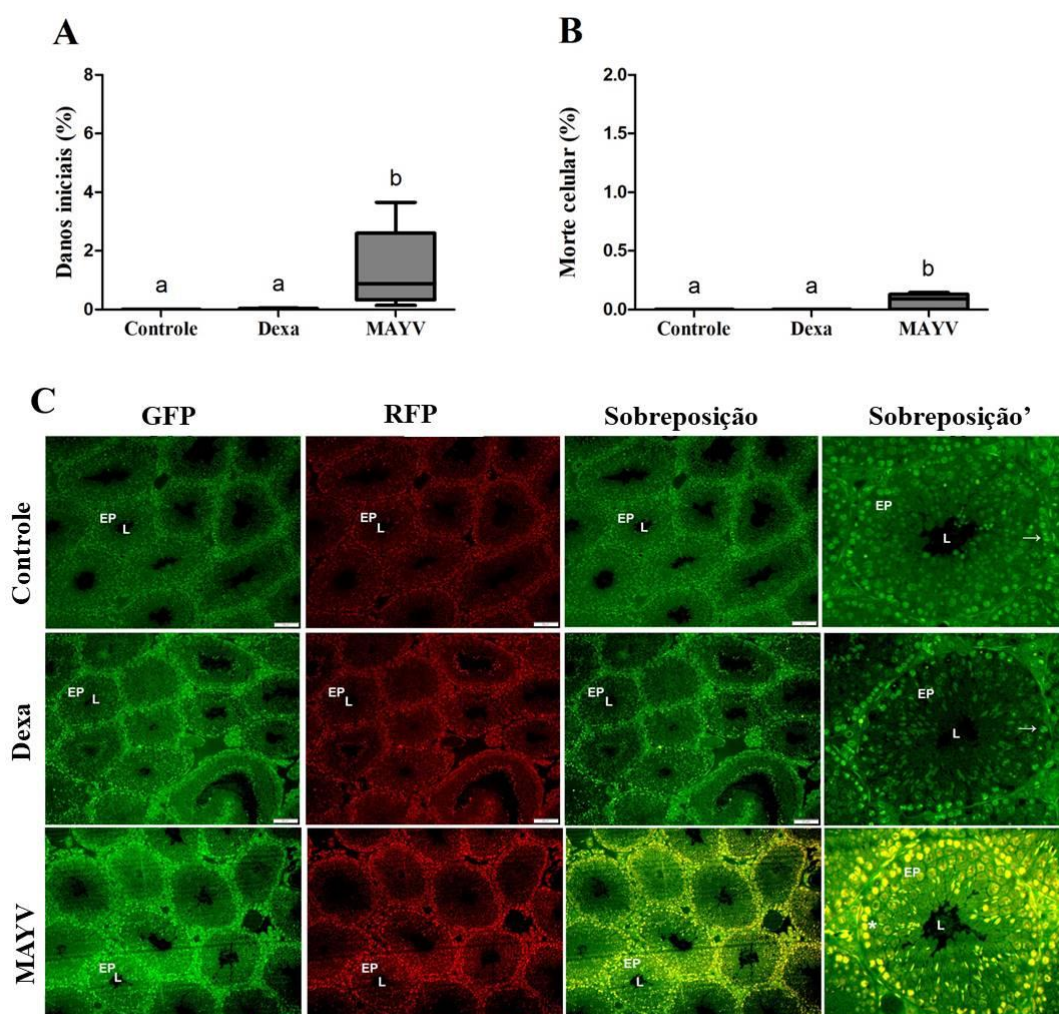 A
Danos iniciais (%)
8
6
4
2
0
a
a
b
Controle
Dexa
MAYV
B
Morte celular (%)
2.0
1.5
1.0
0.5
0.0
a
a
b
Controle
Dexa
MAYV
C
GFP
RFP
Sobreposição
Sobreposição’
Controle
EP
L
EP
L
EP
L
EP
L
→
Dexa
EP
L
EP
L
EP
L
EP
L
→
MAYV
EP
L
EP
L
EP
L
EP
L
*